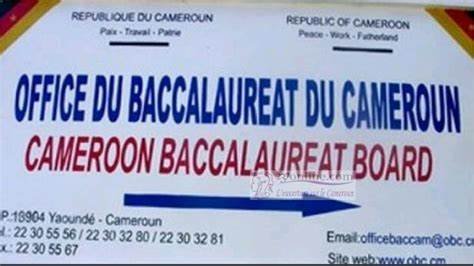 REPUBLIQUE DU CAMEROUN
Paix - Travail - Patrie
REPUBLIC OF CAMEROON
Peace - Work - Fatherland
OFFICE DU BACCALAUREAT DU CAMEROUN
CAMEROON BACCALAUREAT BOARD
.P.:13904 Yaoundé - Cameroun
.: 22 30 55 56 / 22 30 32 80 / 22 30 32 81
x.: 22 30 55 67
Email:officebaccam@obc.cm
Site web:www.obc.cm